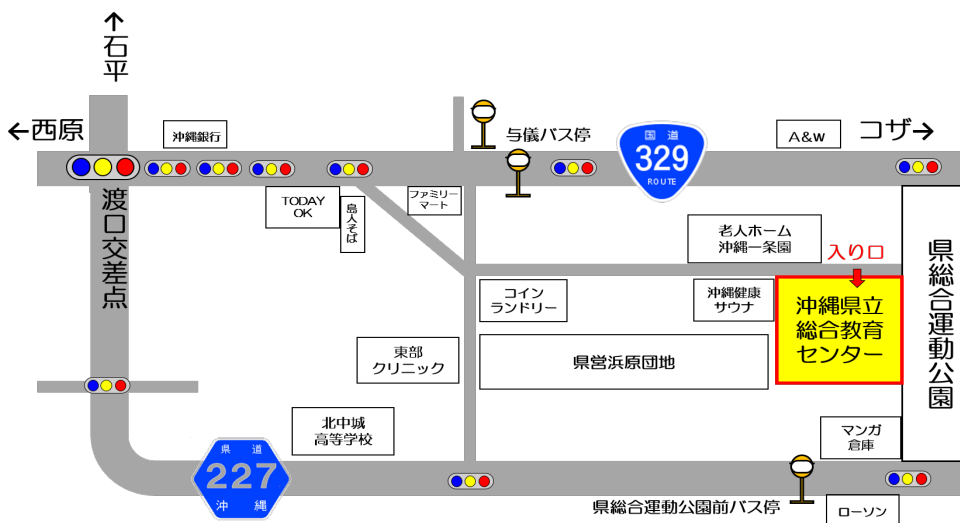 ↑
石平
←西原
沖縄銀行
与儀バス停
国道
329
ROUTE
A&W
コザ→
渡口交差点
TODAY
OK
島人そば
ファミリー
マート
老人ホーム
沖縄一条園
入り口
県総合運動公園
コイン
ランドリー
沖縄健康
サウナ
沖縄県立
総合教育
センター
東部
クリニック
県営浜原団地
北中城
高等学校
マンガ
倉庫
県道
227
沖縄
県総合運動公園前バス停
ローソン